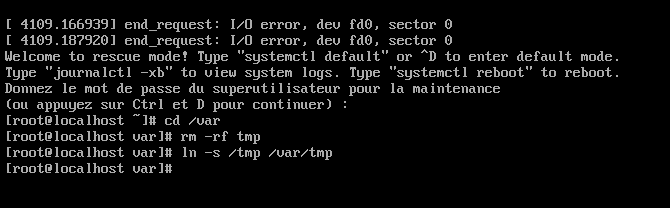 [ 4109.166939] end_request: I/O error, dev fd0, sector 0
[ 4109.187920] end_request: I/O error, dev fd0, sector 0
Welcome to rescue mode! Type "systemctl default" or ^D to enter default mode.
Type "journalctl -xb" to view system logs. Type "systemctl reboot" to reboot.
Donnez le mot de passe du superutilisateur pour la maintenance
(ou appuyez sur Ctrl et D pour continuer) :
[root@localhost ~]# cd /var
[root@localhost var]# rm -rf tmp
[root@localhost var]# ln -s /tmp /var/tmp
[root@localhost var]#